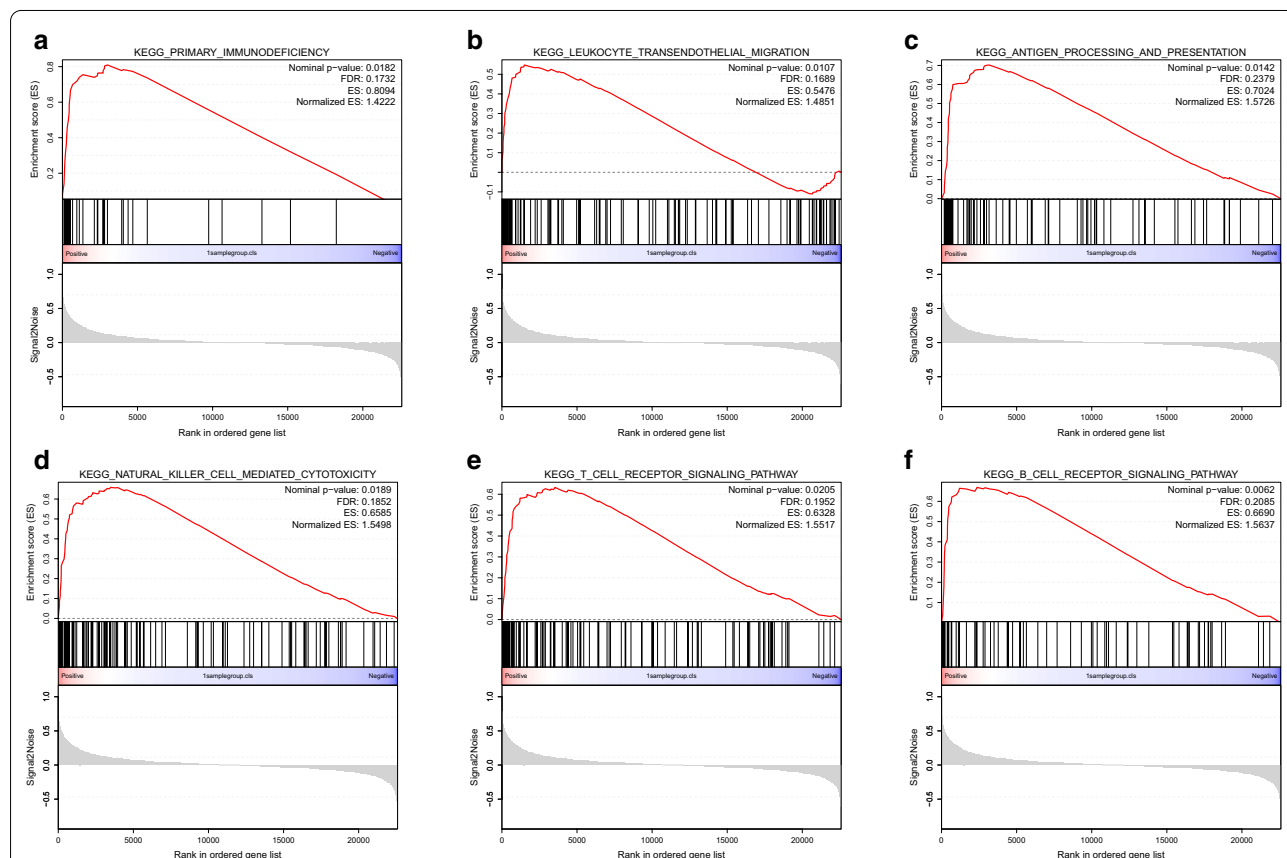 a
KEGG_PRIMARY_IMMUNODEFICIENCY
Nominal p-value: 0.0182
FDR: 0.1732
ES: 0.8094
Normalized ES: 1.4222
Enrichment score (ES)
0.8
0.6
0.4
0.2
Positive 1samplegroup.cls Negative
Signal2Noise
1.0
0.5
0.0
−0.5
0 5000 10000 15000 20000
Rank in ordered gene list
b
KEGG_LEUKOCYTE_TRANSENDOTHELIAL_MIGRATION
Nominal p-value: 0.0107
FDR: 0.1689
ES: 0.5476
Normalized ES: 1.4851
Enrichment score (ES)
0.5
0.4
0.3
0.2
0.1
0.0
−0.1
Positive 1samplegroup.cls Negative
Signal2Noise
1.0
0.5
0.0
−0.5
0 5000 10000 15000 20000
Rank in ordered gene list
c
KEGG_ANTIGEN_PROCESSING_AND_PRESENTATION
Nominal p-value: 0.0142
FDR: 0.2379
ES: 0.7024
Normalized ES: 1.5726
Enrichment score (ES)
0.7
0.6
0.5
0.4
0.3
0.2
0.1
0.0
Positive 1samplegroup.cls Negative
Signal2Noise
1.0
0.5
0.0
−0.5
0 5000 10000 15000 20000
Rank in ordered gene list
d
KEGG_NATURAL_KILLER_CELL_MEDIATED_CYTOTOXICITY
Nominal p-value: 0.0189
FDR: 0.1852
ES: 0.6585
Normalized ES: 1.5498
Enrichment score (ES)
0.6
0.5
0.4
0.3
0.2
0.1
0.0
Positive 1samplegroup.cls Negative
Signal2Noise
1.0
0.5
0.0
−0.5
0 5000 10000 15000 20000
Rank in ordered gene list
e
KEGG_T_CELL_RECEPTOR_SIGNALING_PATHWAY
Nominal p-value: 0.0205
FDR: 0.1952
ES: 0.6328
Normalized ES: 1.5517
Enrichment score (ES)
0.6
0.5
0.4
0.3
0.2
0.1
0.0
Positive 1samplegroup.cls Negative
Signal2Noise
1.0
0.5
0.0
−0.5
0 5000 10000 15000 20000
Rank in ordered gene list
f
KEGG_B_CELL_RECEPTOR_SIGNALING_PATHWAY
Nominal p-value: 0.0062
FDR: 0.2085
ES: 0.6690
Normalized ES: 1.5637
Enrichment score (ES)
0.6
0.5
0.4
0.3
0.2
0.1
Positive 1samplegroup.cls Negative
Signal2Noise
1.0
0.5
0.0
−0.5
0 5000 10000 15000 20000
Rank in ordered gene list